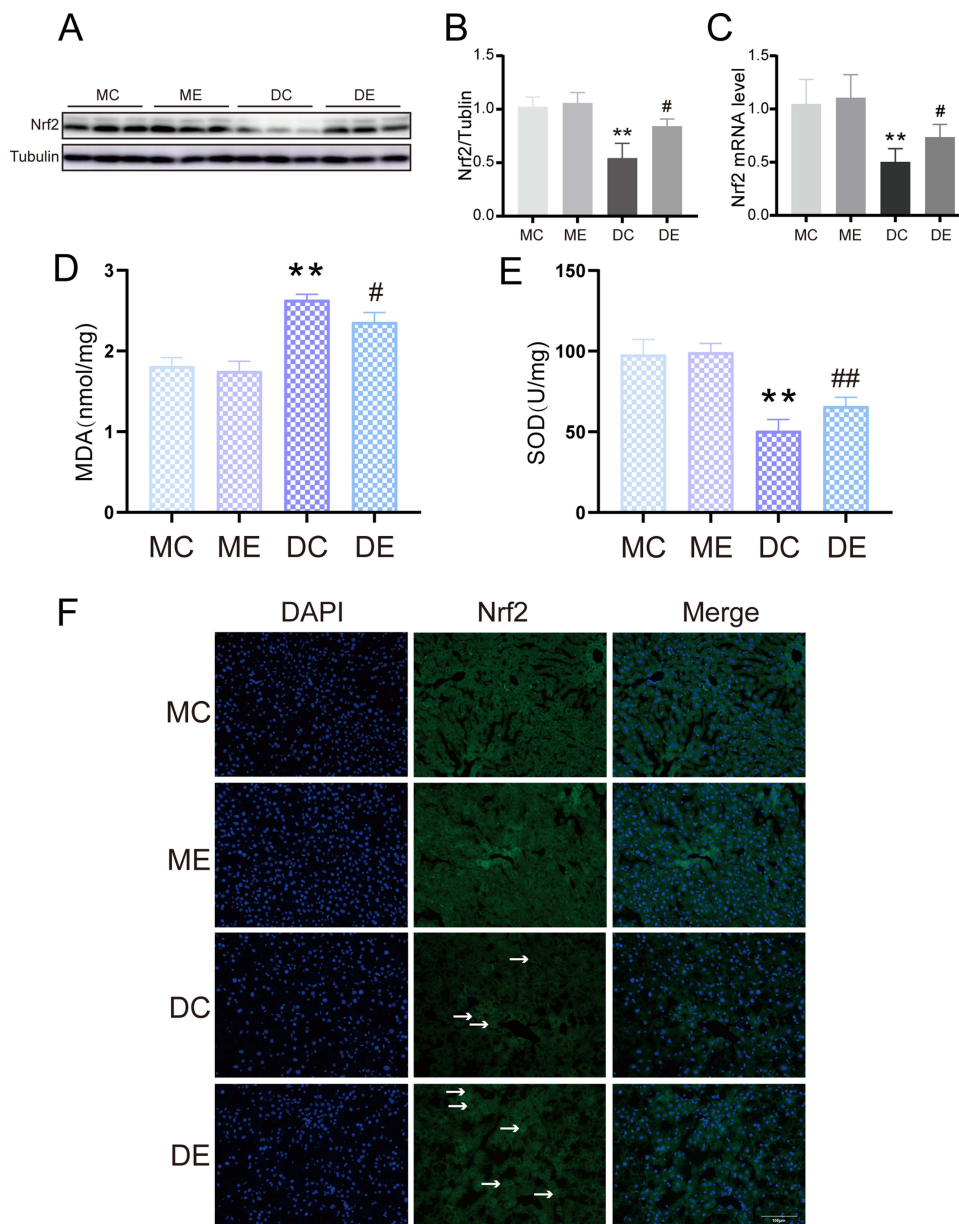 A
MC ME DC DE
Nrf2
Tubulin
B
Nrf2/Tublin
1.5
1.0
0.5
0.0
**
#
MC ME DC DE
C
Nrf2 mRNA level
1.5
1.0
0.5
0.0
**
#
MC ME DC DE
D
MDA(nmol/mg)
3
2
1
0
**
#
MC ME DC DE
E
SOD(U/mg)
150
100
50
0
**
##
MC ME DC DE
F
DAPI Nrf2 Merge
MC
ME
DC
DE
100μm